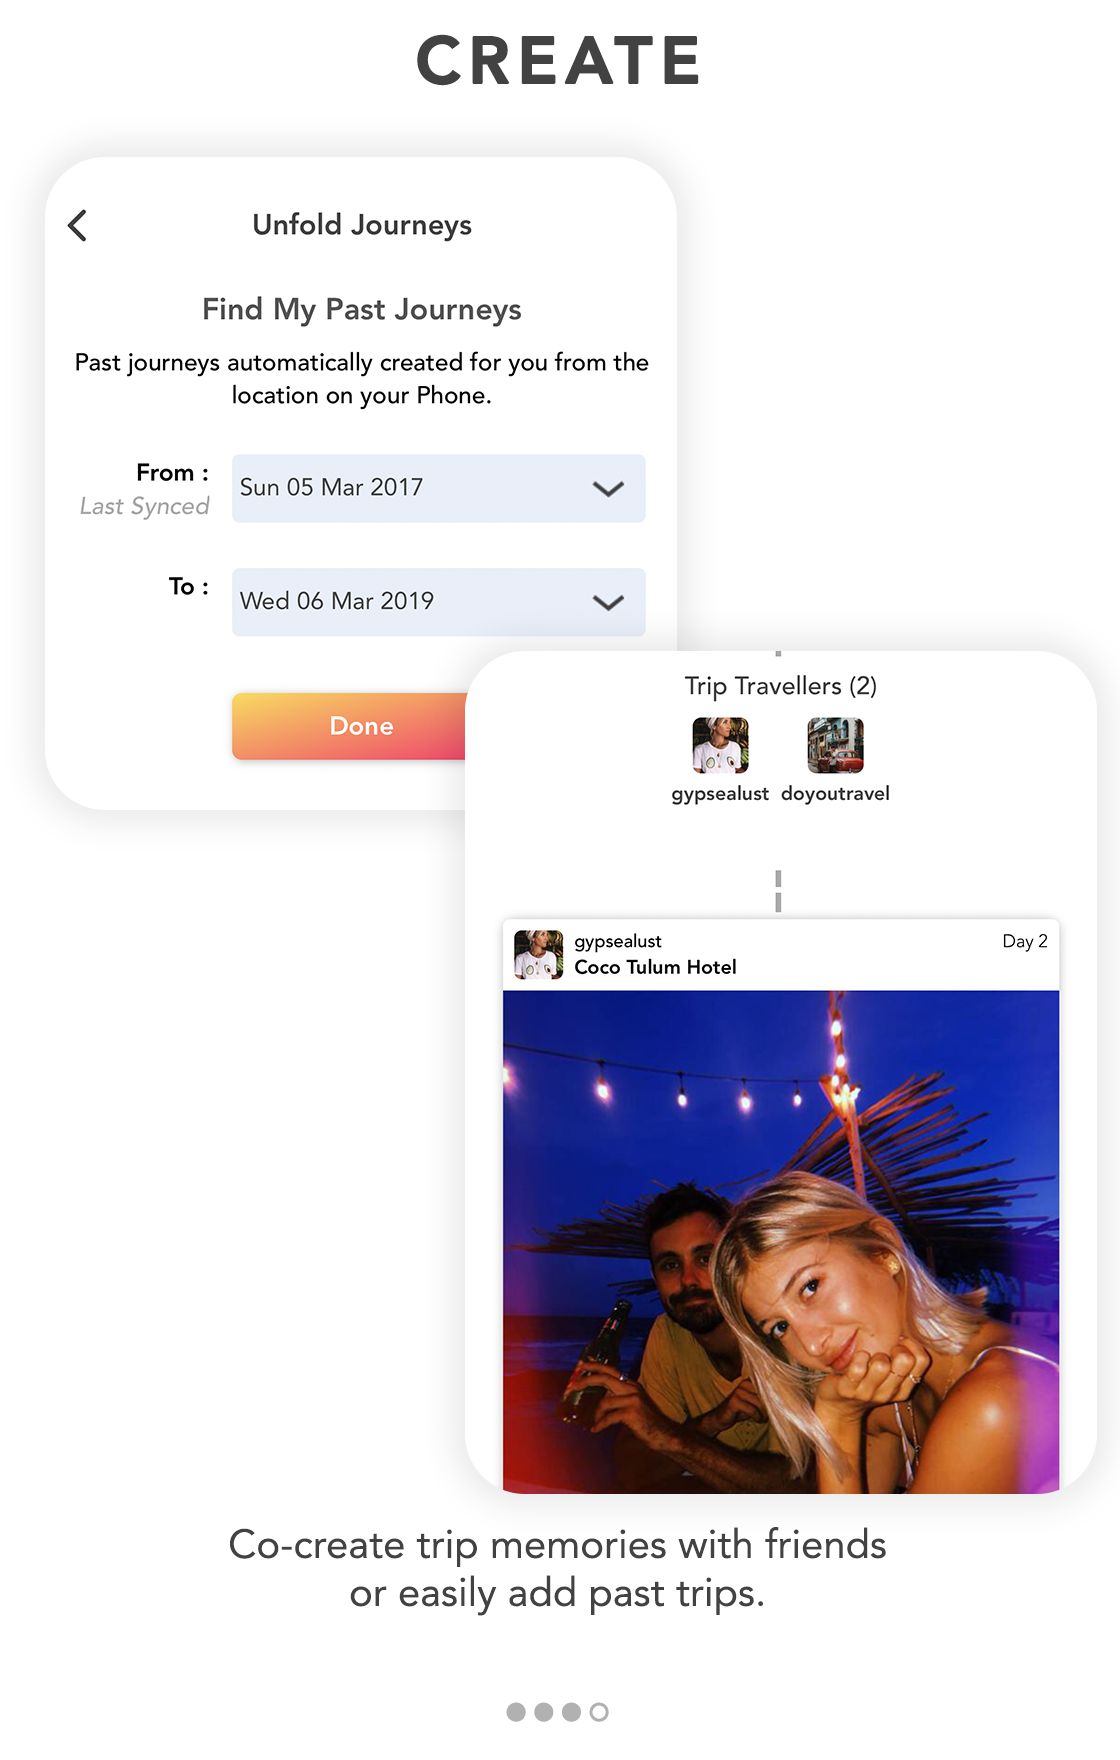 CREATE
Unfold Journeys
Find My Past Journeys
Past journeys automatically created for you from the
location on your Phone.
From :
Sun 05 Mar 2017
Last Synced
To :
Wed 06 Mar 2019
Done
Trip Travellers (2)
gypsealust doyoutravel
gypsealust
Day 2
Coco Tulum Hotel
Co-create trip memories with friends
or easily add past trips.